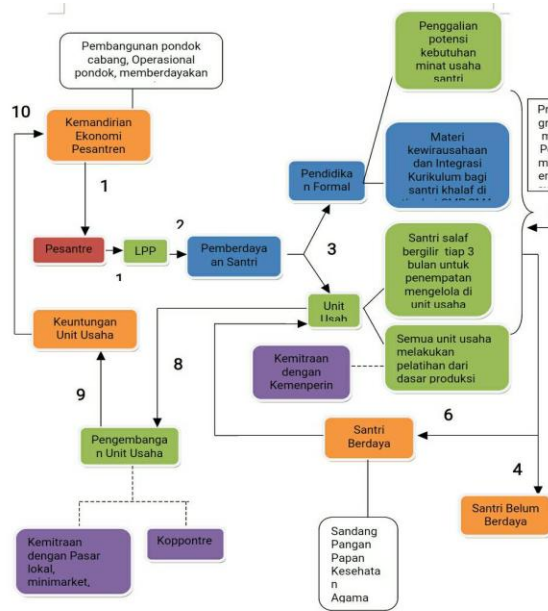 Pembangunan pondok
cabang, Operasional
pondok, memberdayakan
10
Kemandirian
Ekonomi
Pesantren
1
Pesantre
LPP
1
2
Pemberdaya
an Santri
3
Pendidika
n Formal
Penggalian
potensi
kebutuhan
minat usaha
santri
Materi
kewirausahaan
dan Integrasi
Kurikulum bagi
santri khalaf di
Santri salaf
bergilir tiap 3
bulan untuk
penempatan
mengelola di
unit usaha
Unit
Usah
Semua unit usaha
melakukan
pelatihan dari
dasar produksi
Kemitraan
dengan
Kemenperin
Keuntungan
Unit Usaha
9
8
Pengembanga
n Unit Usaha
Kemitraan
dengan Pasar
lokal,
minimarket,
Koppontre
Santri
Berdaya
6
4
Santri Belum
Berdaya
Sandang
Pangan
Papan
Kesehata
n
Agama